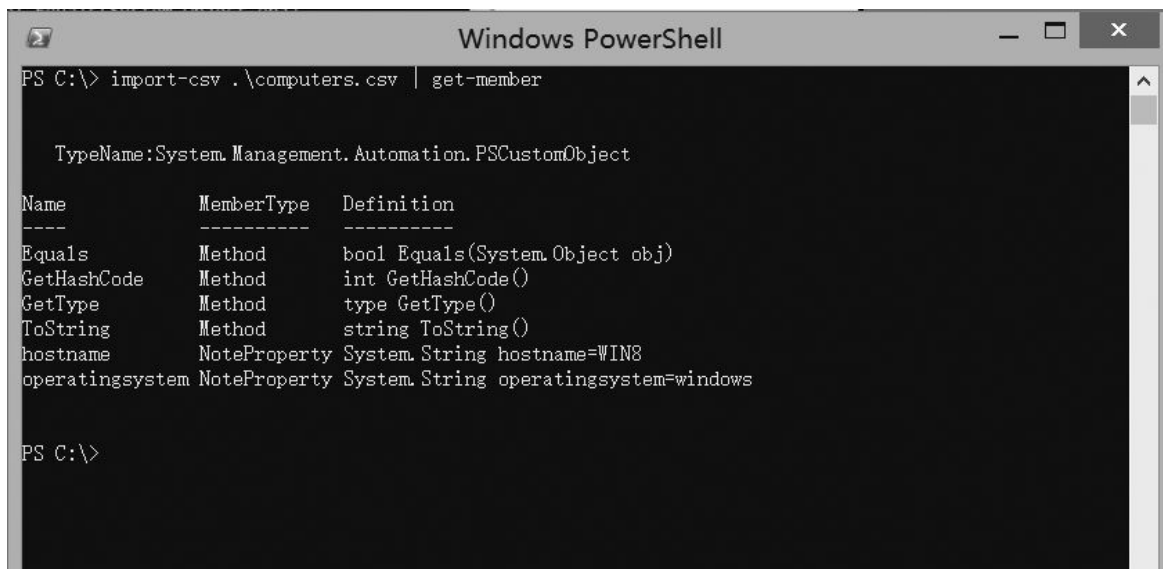 Windows PowerShell
PS C:\> import-csv .\computers.csv | get-member
TypeName:System.Management.Automation.PSCustomObject
Name MemberType Definition
---- ---------- ----------
Equals Method bool Equals(System.Object obj)
GetHashCode Method int GetHashCode()
GetType Method type GetType()
ToString Method string ToString()
hostname NoteProperty System.String hostname=WIN8
operatingsystem NoteProperty System.String operatingsystem=windows
PS C:\>